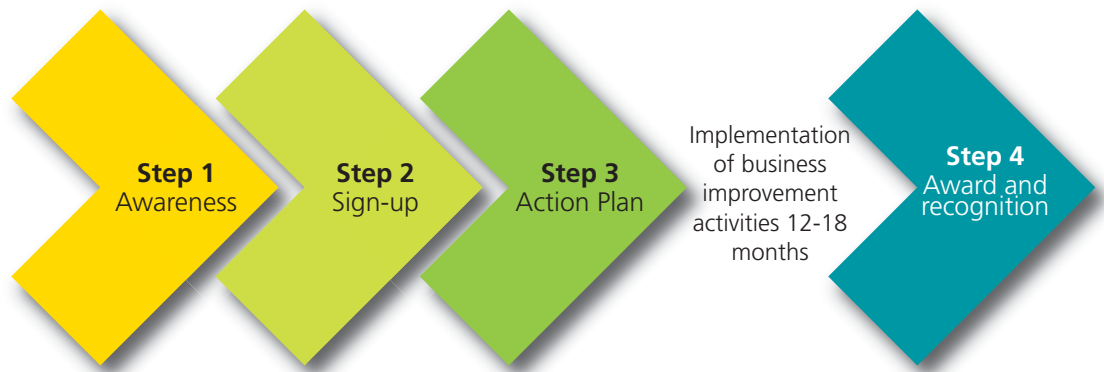 Step 1
Awareness
Step 2
Sign-up
Step 3
Action Plan
Implementation
of business
improvement
activities 12-18
months
Step 4
Award and
recognition